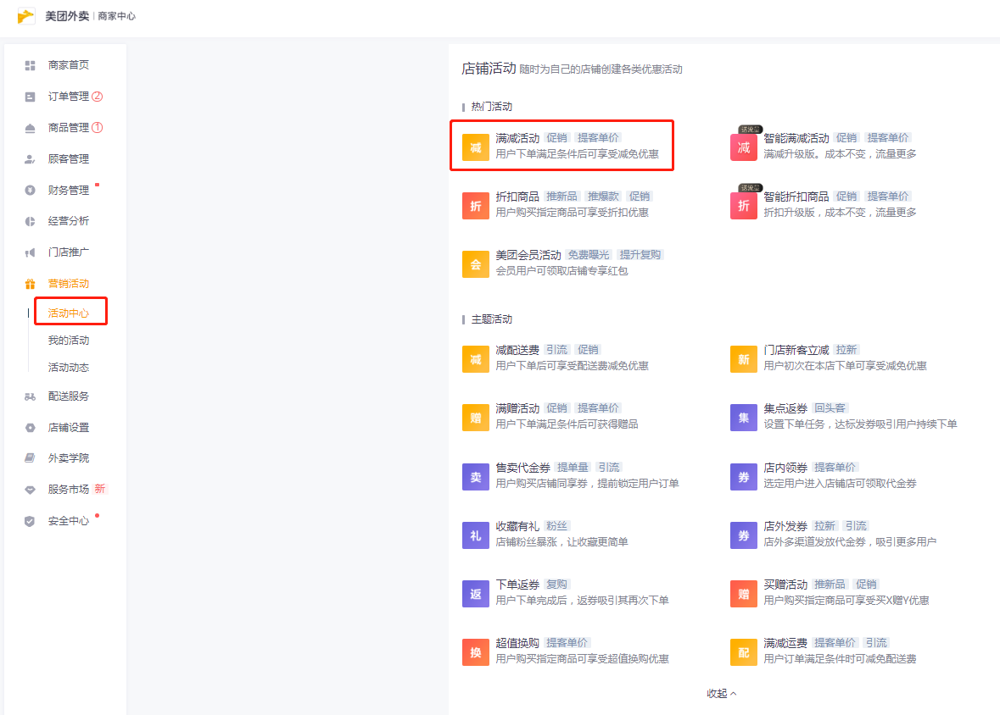 美团外卖 | 商家中心
商家首页
订单管理 2
商品管理 1
顾客管理
财务管理
经营分析
门店推广
营销活动
活动中心
我的活动
活动动态
配送服务
店铺设置
外卖学院
服务市场 新
安全中心
店铺活动 随时为自己的店铺创建各类优惠活动
热门活动
减 满减活动 促销 提客单价
用户下单满足条件后可享受减免优惠
送流量
减 智能满减活动 促销 提客单价
满减升级版。成本不变，流量更多
折 折扣商品 推新品 推爆款 促销
用户购买指定商品可享受折扣优惠
送流量
折 智能折扣商品 促销 提客单价
折扣升级版，成本不变，流量更多
会 美团会员活动 免费曝光 提升复购
会员用户可领取店铺专享红包
主题活动
减 减配送费 引流 促销
用户下单后可享受配送费减免优惠
新 门店新客立减 拉新
用户初次在本店下单可享受减免优惠
赠 满赠活动 促销 提客单价
用户下单满足条件后可获得赠品
集 集点返券 回头客
设置下单任务，达标发券吸引用户持续下单
卖 售卖代金券 提单量 引流
用户购买店铺同享券，提前锁定用户订单
券 店内领券 提客单价
选定用户进入店铺店可领取代金券
礼 收藏有礼 粉丝
店铺粉丝暴涨，让收藏更简单
券 店外发券 拉新 引流
店外多渠道发放代金券，吸引更多用户
返 下单返券 复购
用户下单完成后，返券吸引其再次下单
赠 买赠活动 推新品 促销
用户购买指定商品可享受买X赠Y优惠
换 超值换购 提客单价
用户购买指定商品可享受超值换购优惠
配 满减运费 提客单价 引流
用户订单满足条件时可减免配送费
收起